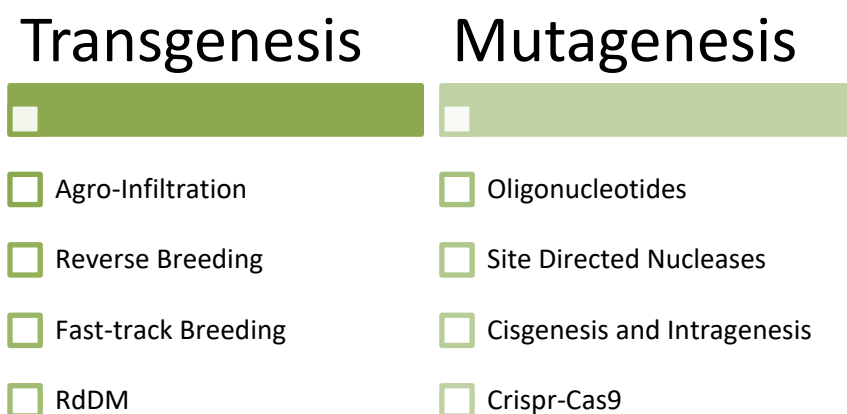 Transgenesis
Agro-Infiltration
Reverse Breeding
Fast-track Breeding
RdDM
Mutagenesis
Oligonucleotides
Site Directed Nucleases
Cisgenesis and Intragenesis
Crispr-Cas9